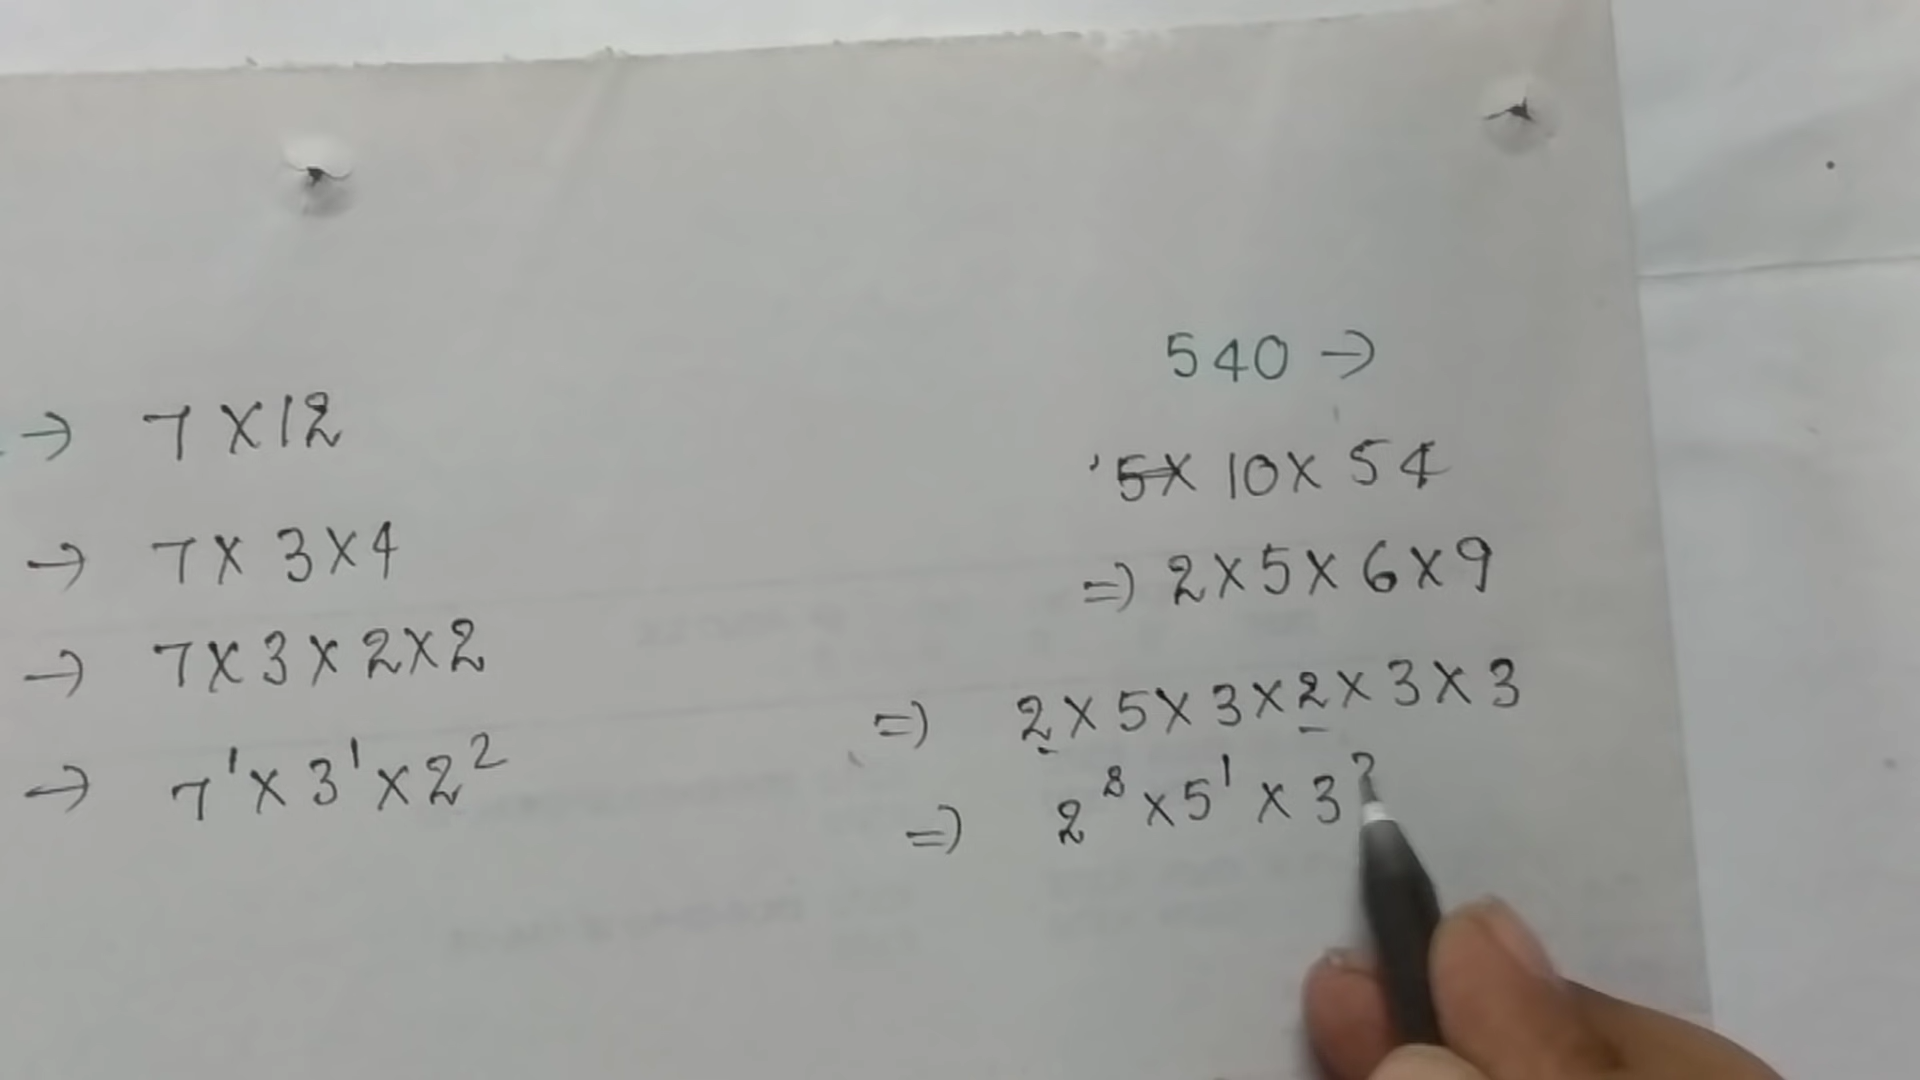 → 7 × 12
→ 7 × 3 × 4
→ 7 × 3 × 2 × 2
→ 7¹ × 3¹ × 2²
540 →
5× 10 × 54
=) 2 × 5 × 6 × 9
=) 2 × 5 × 3 × 2 × 3 × 3
=) 2² × 5¹ × 3